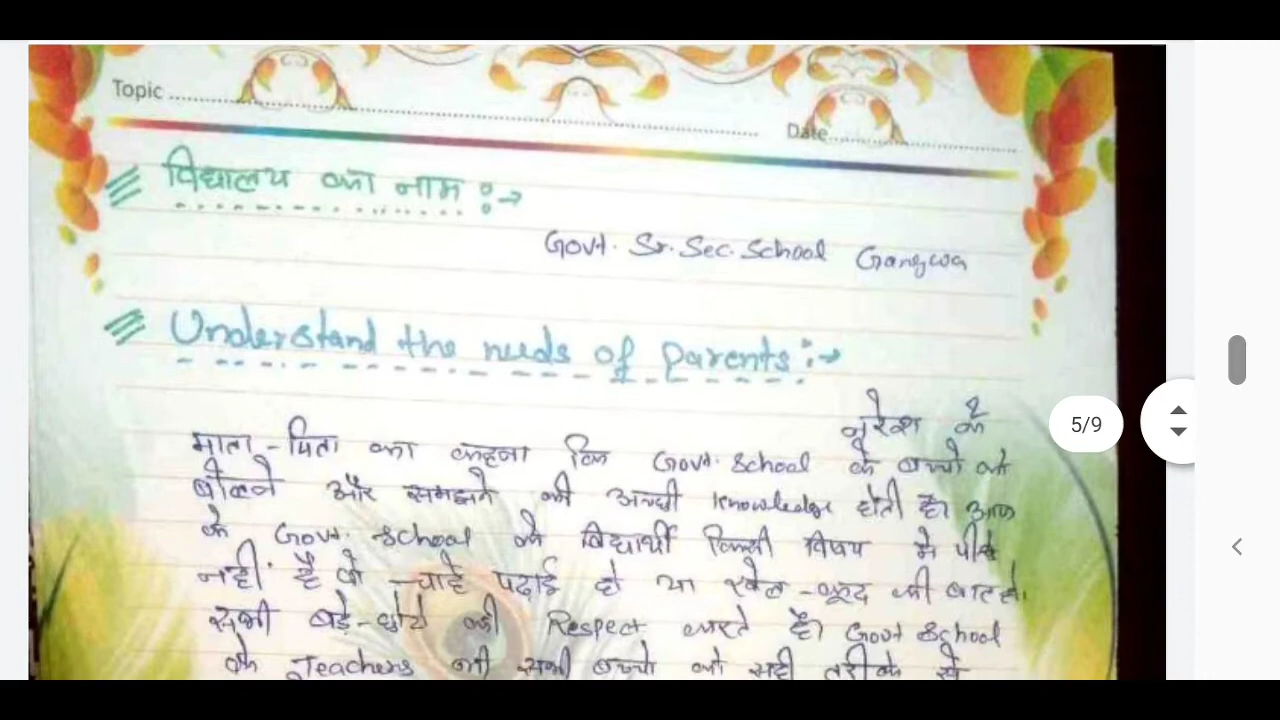 Topic
Date
विद्यालय का नाम :→
Govt. Sr. Sec. School Gangwa
Understand the needs of parents :→
नरेश के
माता-पिता का कहना कि Govt. School के बच्चो को
बोलने और समझने की अच्छी knowledge होती है। आज
के Govt. School के विद्यार्थी किसी विषय मे पीछे
नहीं है वो चाहे पढ़ाई हो या खेल-कूद की बात हो।
सभी बड़े-छोटे की Respect करते है। Govt School
के Teachers भी सभी बच्चो को सही तरीके से
5/9